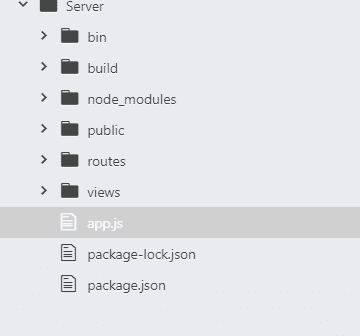 Server
bin
build
node_modules
public
routes
views
app.js
package-lock.json
package.json